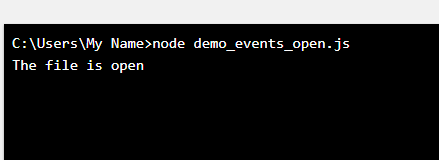 C:\Users\My Name>node demo_events_open.js
The file is open